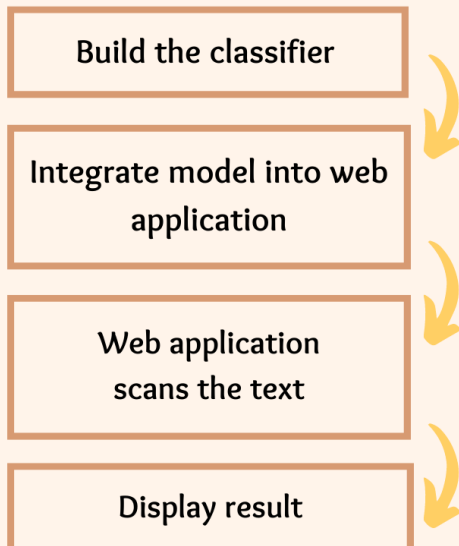 Build the classifier
Integrate model into web
application
Web application
scans the text
Display result